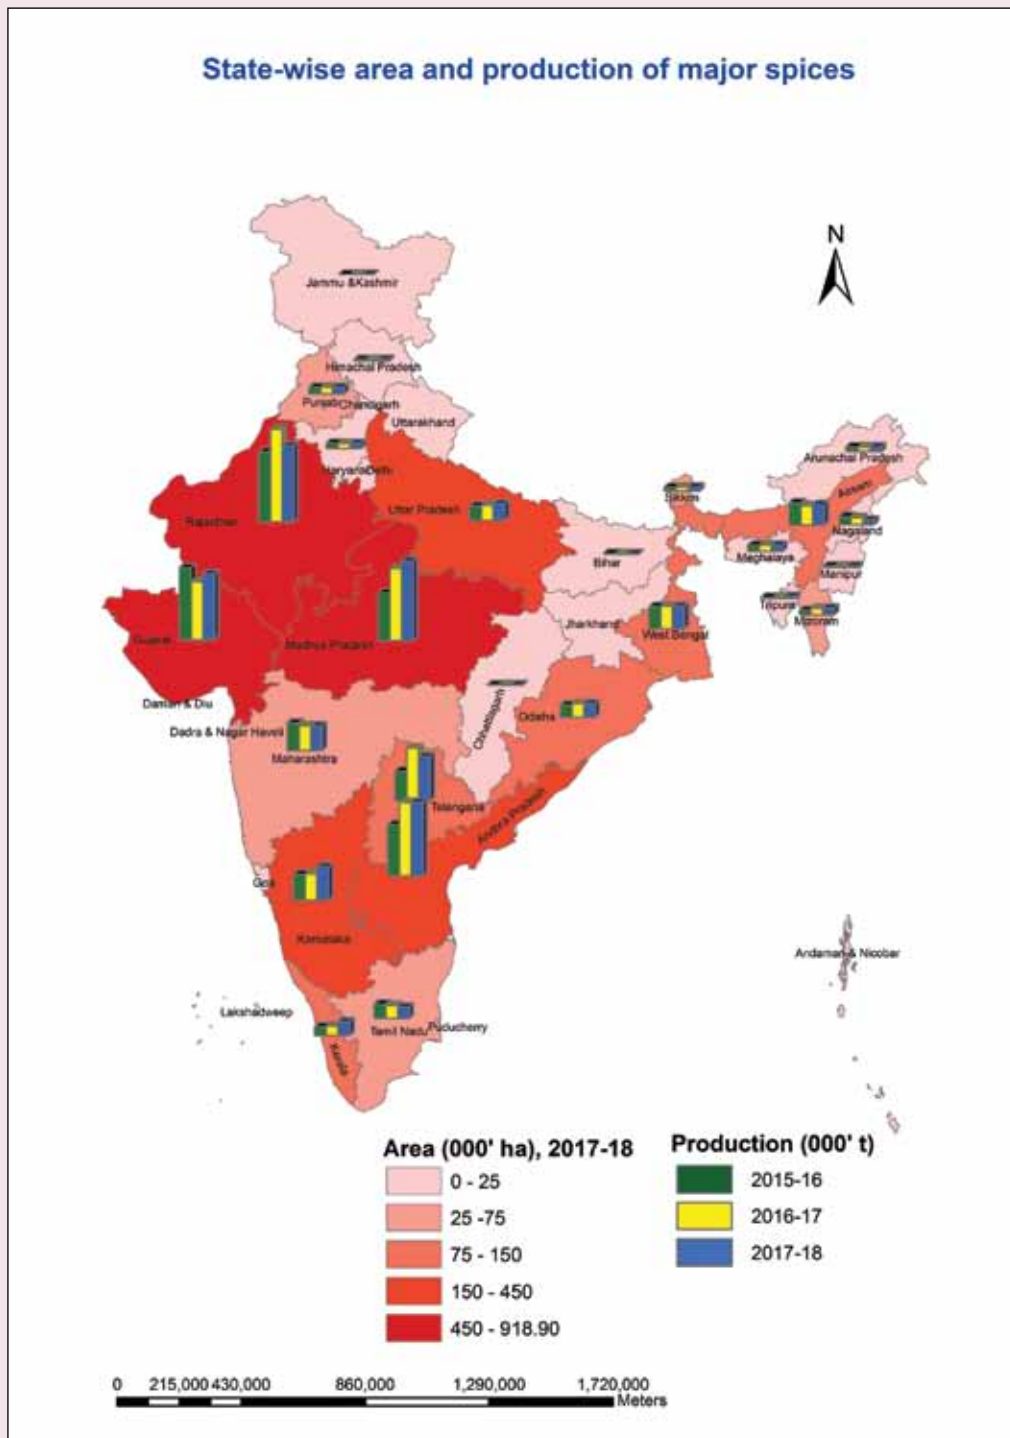 State-wise area and production of major spices
N
Jammu &Kashmir
Himachal Pradesh
Punjab
Chandigarh
Uttarakhand
Haryana
Delhi
Rajasthan
Uttar Pradesh
Sikkim
Arunachal Pradesh
Assam
Nagaland
Meghalaya
Manipur
Bihar
Tripura
Mizoram
Jharkhand
West Bengal
Gujarat
Madhya Pradesh
Chhattisgarh
Odisha
Daman & Diu
Dadra & Nagar Haveli
Maharashtra
Telangana
Andhra Pradesh
Goa
Karnataka
Andaman & Nicobar
Lakshadweep
Tamil Nadu
Puducherry
Kerala
Area (000' ha), 2017-18
0 - 25
25 -75
75 - 150
150 - 450
450 - 918.90
Production (000' t)
2015-16
2016-17
2017-18
0 215,000 430,000 860,000 1,290,000 1,720,000
Meters